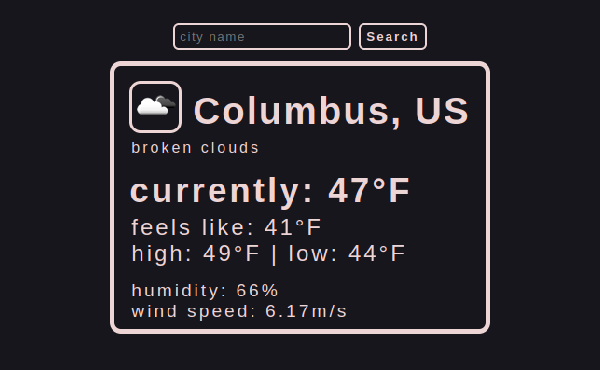 city name Search
Columbus, US
broken clouds
currently: 47°F
feels like: 41°F
high: 49°F | low: 44°F
humidity: 66%
wind speed: 6.17m/s